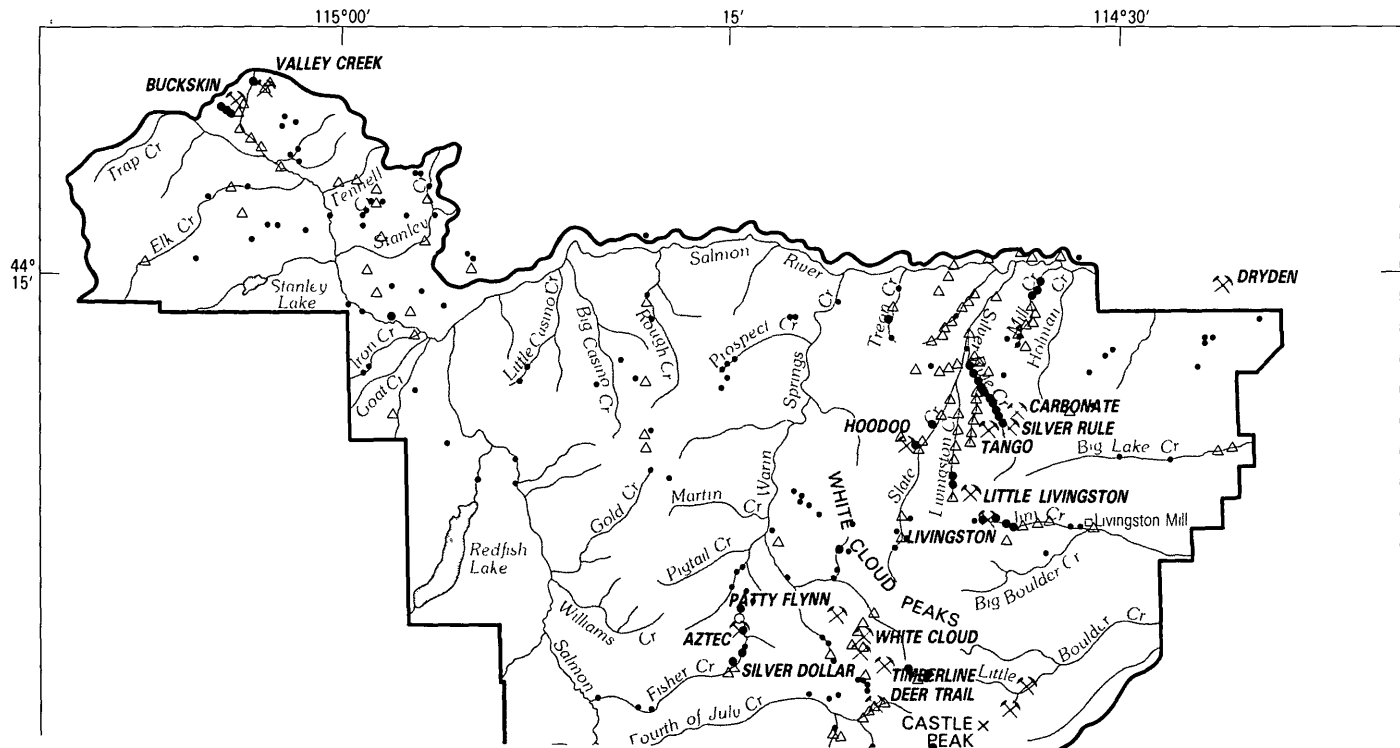 115°00'
15'
114°30'
VALLEY CREEK
BUCKSKIN
Trap Cr
Fennell
Cr
Cr
Elk Cr
Stanley
44°
15'
Stanley
Lake
Salmon
River
DRYDEN
Iron Cr
Goat Cr
Little Casino Cr
Big Casino
Cr
Rough Cr
Prospect Cr
Cr
Springs
Warm
Treon Cr
Silver
Rule Cr
Mill Cr
Holman Cr
CARBONATE
SILVER RULE
TANGO
HOODOO
Cr
Slate
Livingston Cr
Big Lake Cr
LITTLE LIVINGSTON
Jim Cr
Livingston Mill
LIVINGSTON
Martin
Cr
Gold Cr
Redfish
Lake
Pigtail Cr
WHITE
CLOUD
PEAKS
Big Boulder Cr
PATTY FLYNN
Williams
Cr
AZTEC
WHITE CLOUD
Boulder Cr
Little
Salmon
Fisher Cr
SILVER DOLLAR
TIMBERLINE
DEER TRAIL
Fourth of July Cr
CASTLE
PEAK